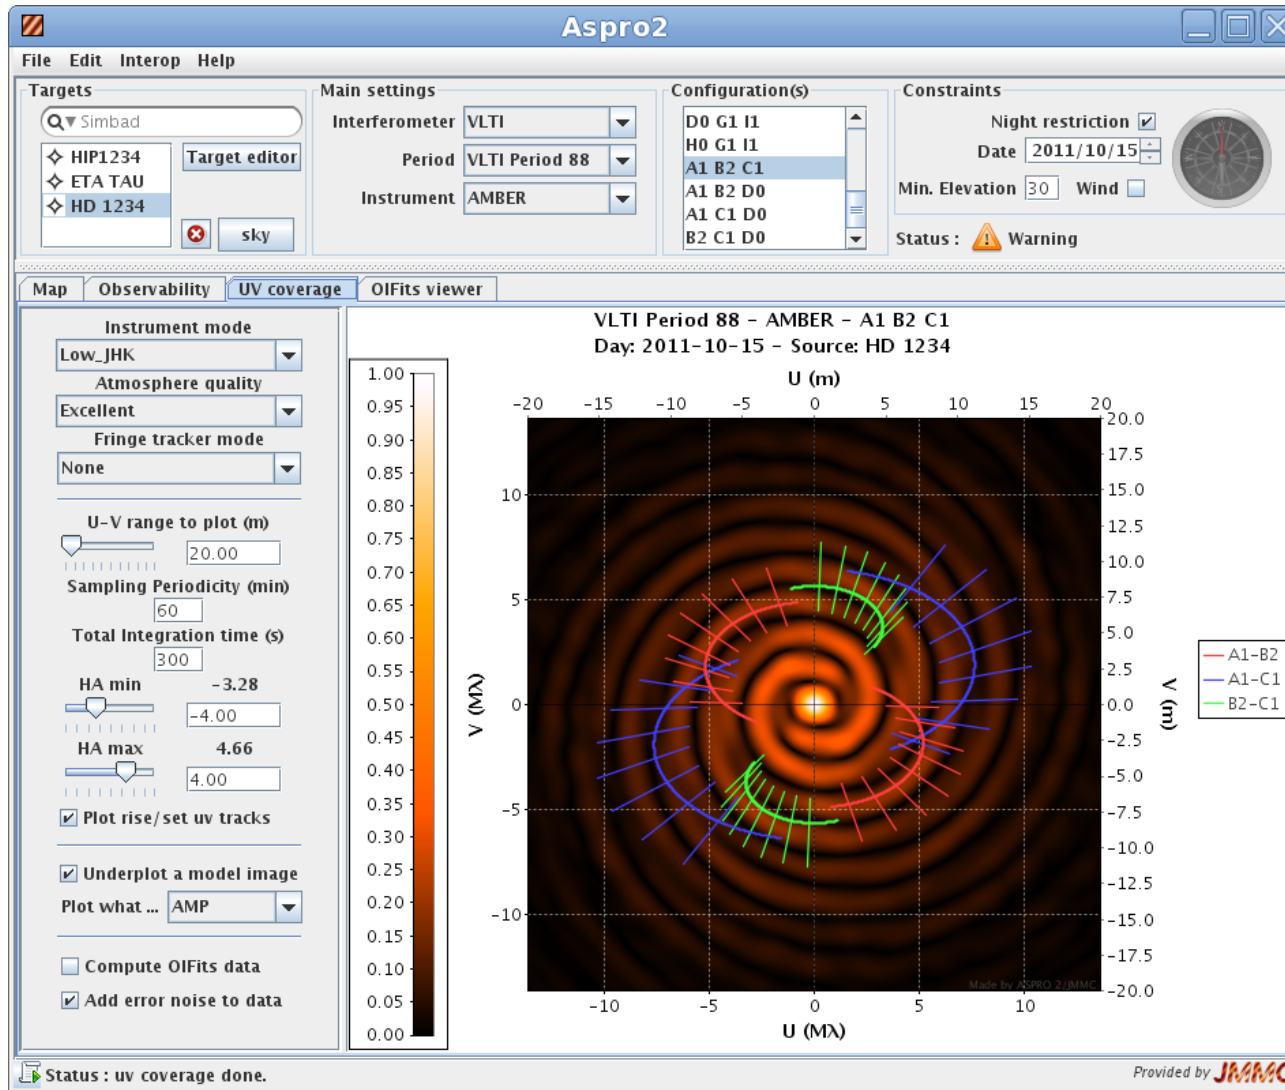 Aspro2
File Edit Interop Help
Targets
Simbad
HIP1234
ETA TAU
HD 1234
Target editor
sky
Main settings
Interferometer VLTI
Period VLTI Period 88
Instrument AMBER
Configuration(s)
D0 G1 I1
H0 G1 I1
A1 B2 C1
A1 B2 D0
A1 C1 D0
B2 C1 D0
Constraints
Night restriction
Date 2011/10/15
Min. Elevation 30 Wind
Status : Warning
Map Observability UV coverage OIFits viewer
Instrument mode
Low_JHK
Atmosphere quality
Excellent
Fringe tracker mode
None
U-V range to plot (m)
20.00
Sampling Periodicity (min)
60
Total Integration time (s)
300
HA min -3.28
-4.00
HA max 4.66
4.00
Plot rise/set uv tracks
Underplot a model image
Plot what ... AMP
Compute OIFits data
Add error noise to data
VLTI Period 88 - AMBER - A1 B2 C1
Day: 2011-10-15 - Source: HD 1234
U (m)
-20 -15 -10 -5 0 5 10 15 20
1.00
0.95
0.90
0.85
0.80
0.75
0.70
0.65
0.60
0.55
0.50
0.45
0.40
0.35
0.30
0.25
0.20
0.15
0.10
0.05
0.00
V (Mλ)
10
5
0
-5
-10
20.0
17.5
15.0
12.5
10.0
7.5
5.0
2.5
0.0
-2.5
-5.0
-7.5
-10.0
-12.5
-15.0
-17.5
-20.0
V (m)
A1-B2
A1-C1
B2-C1
Made by ASPRO 2/JMMC
-10 -5 0 5 10
U (Mλ)
Status : uv coverage done.
Provided by JMMC